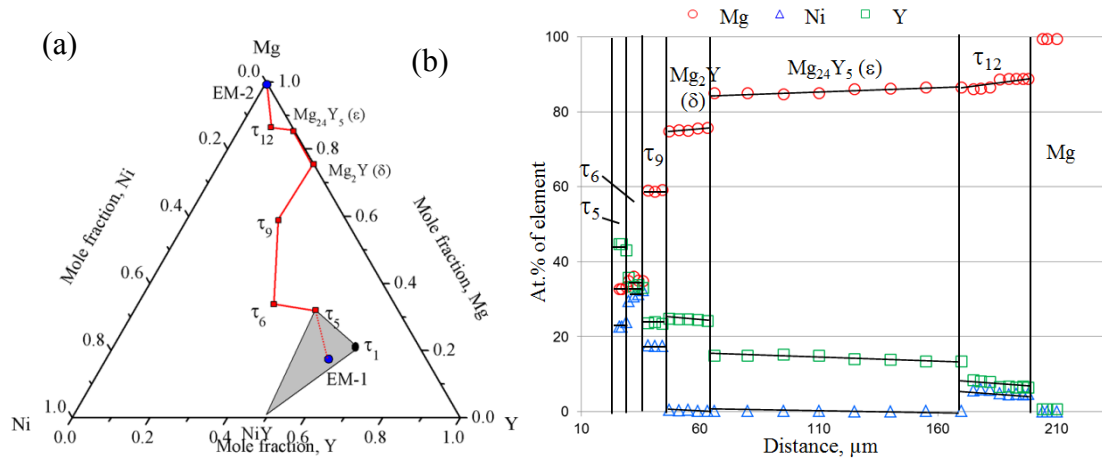 (a)
Mg
0.0
1.0
EM-2
τ12
Mg24Y5 (ε)
0.2
0.8
Mg2Y (δ)
Mole fraction, Ni
Mole fraction, Mg
0.4
0.6
τ9
0.6
0.4
τ6
τ5
0.8
0.2
τ1
EM-1
Ni
1.0
0.0
Y
NiY
0.0
0.2
0.4
0.6
0.8
1.0
Mole fraction, Y
(b)
Mg
Ni
Y
At.% of element
100
80
60
40
20
0
τ5
τ6
τ9
Mg2Y
(δ)
Mg24Y5 (ε)
τ12
Mg
10
60
110
160
210
Distance, µm